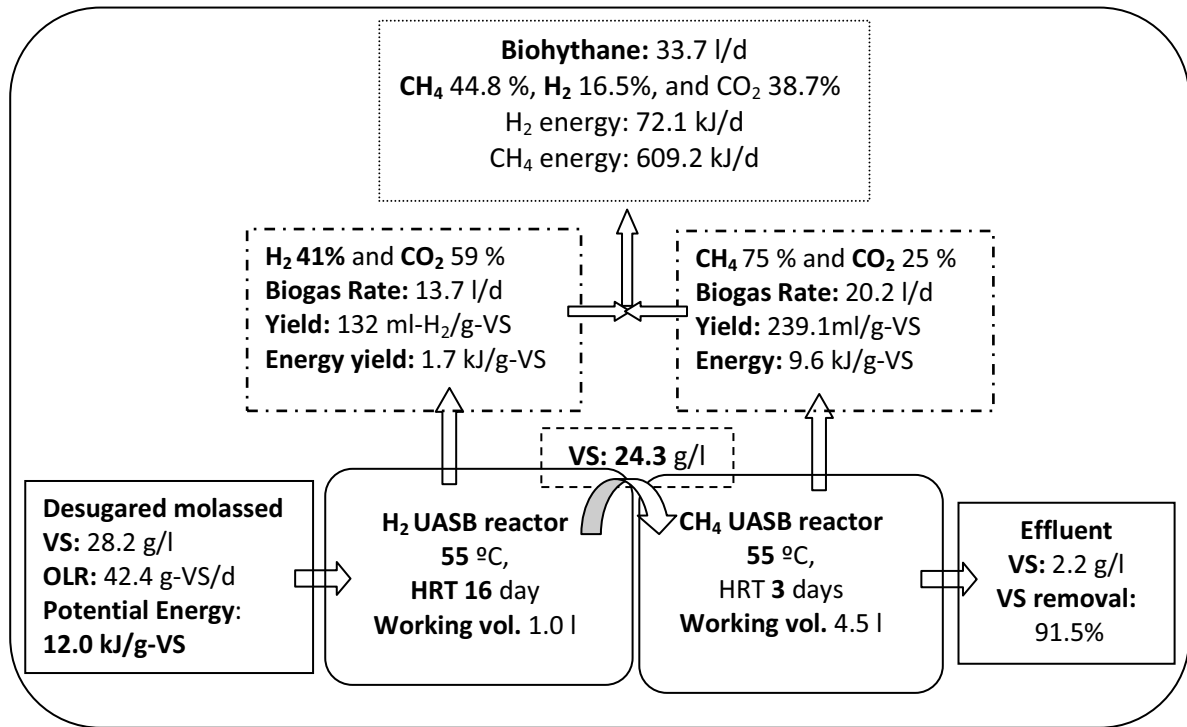 Biohythane: 33.7 l/d
CH₄ 44.8 %, H₂ 16.5%, and CO₂ 38.7%
H₂ energy: 72.1 kJ/d
CH₄ energy: 609.2 kJ/d
H₂ 41% and CO₂ 59 %
Biogas Rate: 13.7 l/d
Yield: 132 ml-H₂/g-VS
Energy yield: 1.7 kJ/g-VS
CH₄ 75 % and CO₂ 25 %
Biogas Rate: 20.2 l/d
Yield: 239.1ml/g-VS
Energy: 9.6 kJ/g-VS
VS: 24.3 g/l
Desugared molassed
VS: 28.2 g/l
OLR: 42.4 g-VS/d
Potential Energy:
12.0 kJ/g-VS
H₂ UASB reactor
55 ºC,
HRT 16 day
Working vol. 1.0 l
CH₄ UASB reactor
55 ºC,
HRT 3 days
Working vol. 4.5 l
Effluent
VS: 2.2 g/l
VS removal:
91.5%